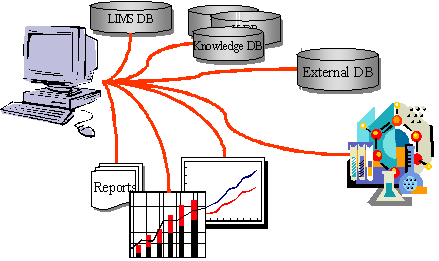 LIMS DB
Knowledge DB
External DB
Reports